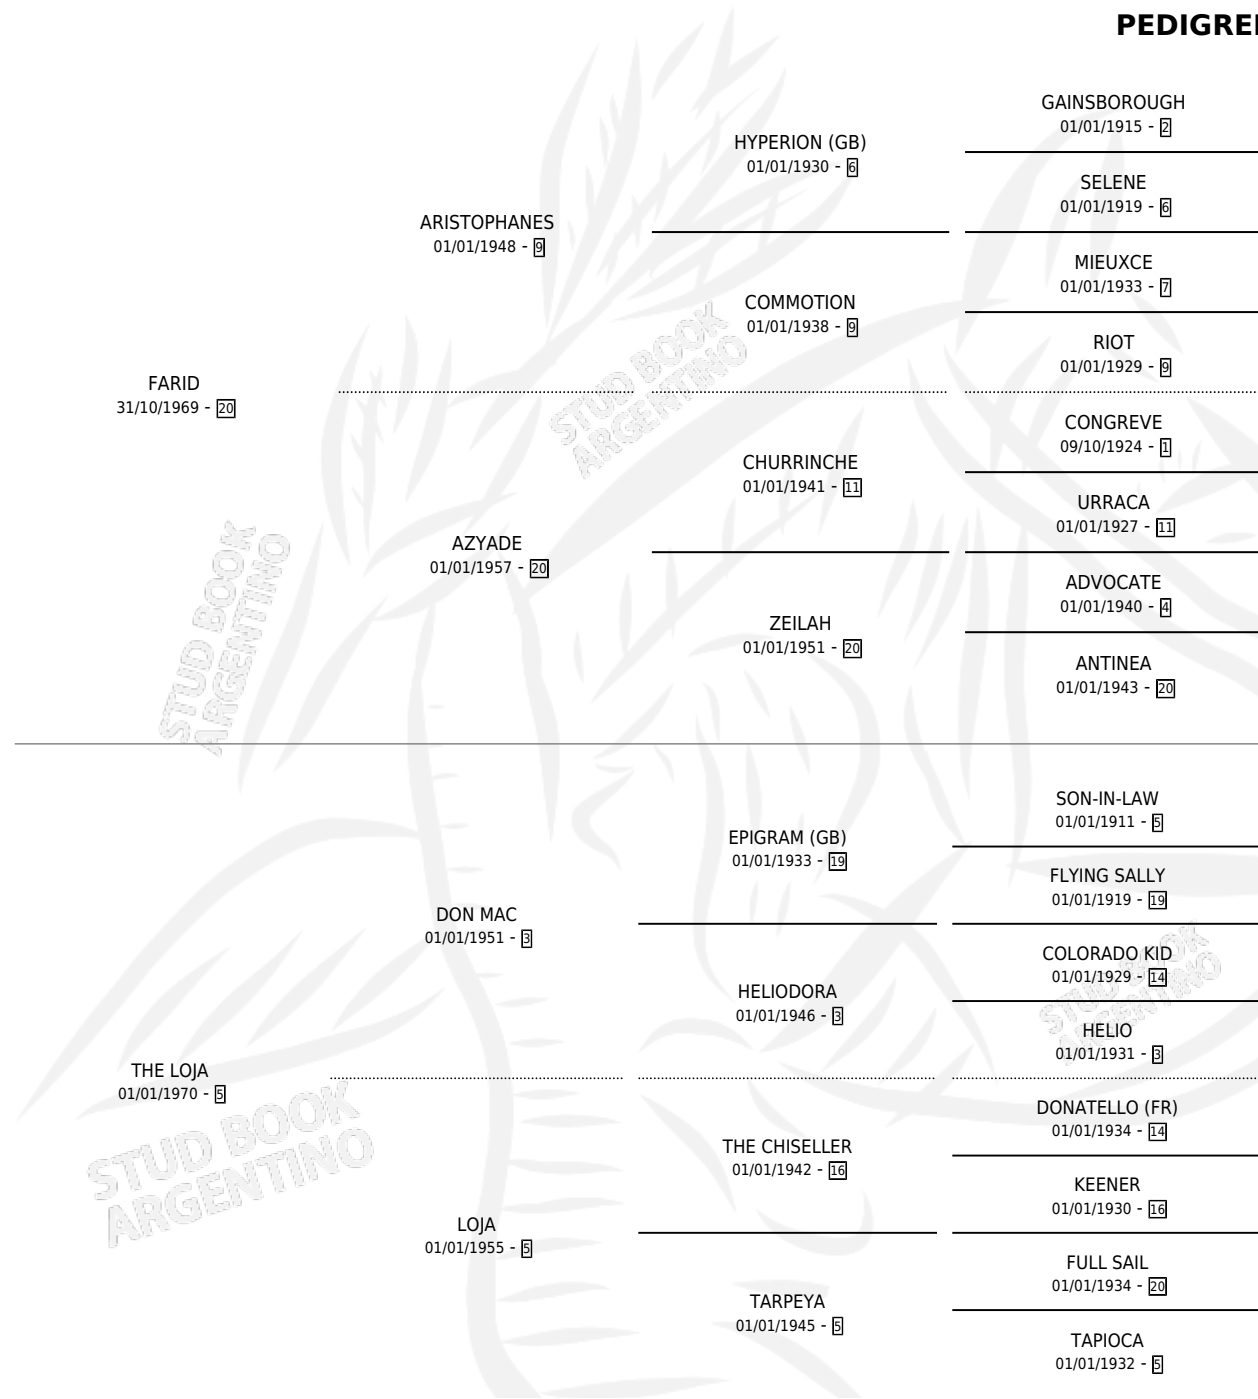 PEDIGREE
GAINSBOROUGH
01/01/1915 - 2
HYPERION (GB)
01/01/1930 - 6
SELENE
01/01/1919 - 6
ARISTOPHANES
01/01/1948 - 9
MIEUXCE
01/01/1933 - 7
COMMOTION
01/01/1938 - 9
RIOT
01/01/1929 - 9
FARID
31/10/1969 - 20
CONGREVE
09/10/1924 - 1
CHURRINCHE
01/01/1941 - 11
URRACA
01/01/1927 - 11
AZYADE
01/01/1957 - 20
ADVOCATE
01/01/1940 - 4
ZEILAH
01/01/1951 - 20
ANTINEA
01/01/1943 - 20
SON-IN-LAW
01/01/1911 - 5
EPIGRAM (GB)
01/01/1933 - 19
FLYING SALLY
01/01/1919 - 19
DON MAC
01/01/1951 - 3
COLORADO KID
01/01/1929 - 14
HELIODORA
01/01/1946 - 3
HELIO
01/01/1931 - 3
THE LOJA
01/01/1970 - 5
DONATELLO (FR)
01/01/1934 - 14
THE CHISELLER
01/01/1942 - 16
KEENER
01/01/1930 - 16
LOJA
01/01/1955 - 5
FULL SAIL
01/01/1934 - 20
TARPEYA
01/01/1945 - 5
TAPIOCA
01/01/1932 - 5
STUD BOOK
ARGENTINO
STUD BOOK
ARGENTINO
STUD BOOK
ARGENTINO
STUD BOOK
ARGENTINO